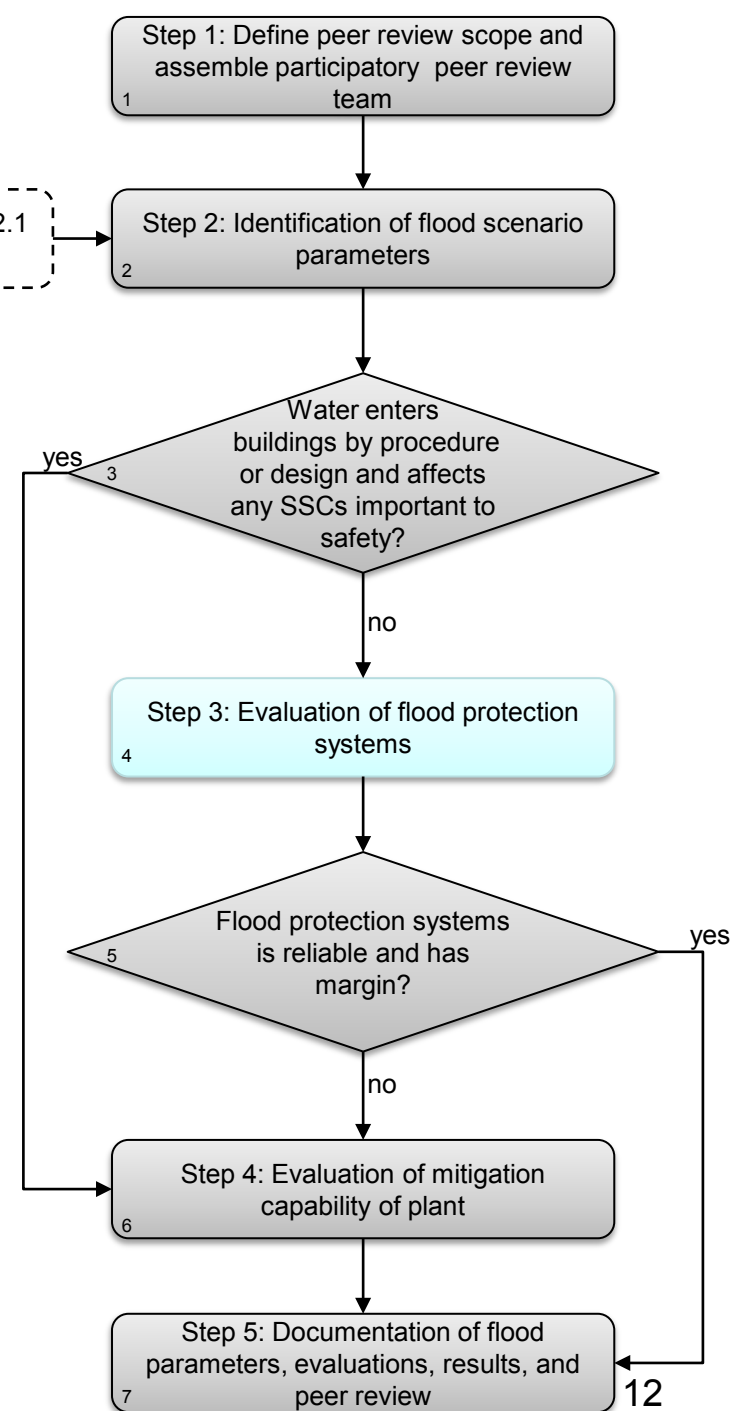 Step 1: Define peer review scope and
assemble participatory peer review
team
1
2.1
Step 2: Identification of flood scenario
parameters
2
Water enters
buildings by procedure
or design and affects
any SSCs important to
safety?
3
yes
no
Step 3: Evaluation of flood protection
systems
4
Flood protection systems
is reliable and has
margin?
5
yes
no
Step 4: Evaluation of mitigation
capability of plant
6
Step 5: Documentation of flood
parameters, evaluations, results, and
peer review
7
12